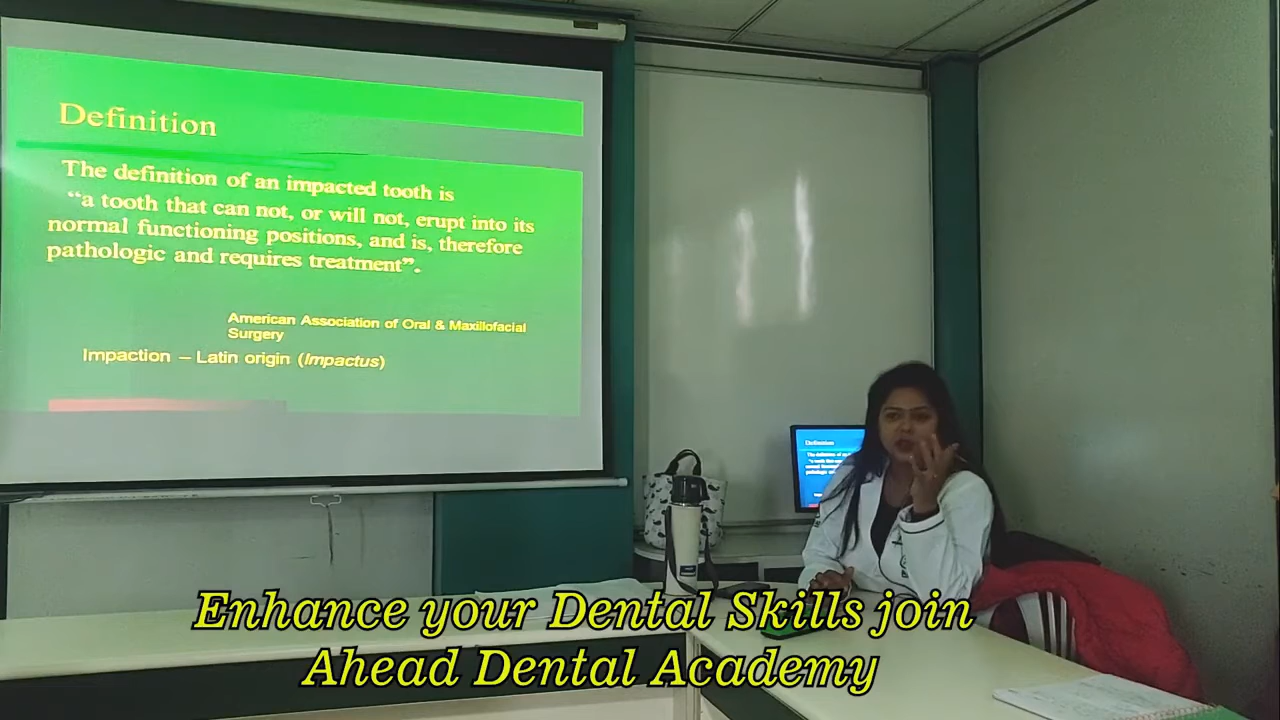 Definition
The definition of an impacted tooth is
“a tooth that can not, or will not, erupt into its
normal functioning positions, and is, therefore
pathologic and requires treatment”.
American Association of Oral & Maxillofacial
Surgery
Impaction – Latin origin (Impactus)
Definition
Enhance your Dental Skills join
Ahead Dental Academy